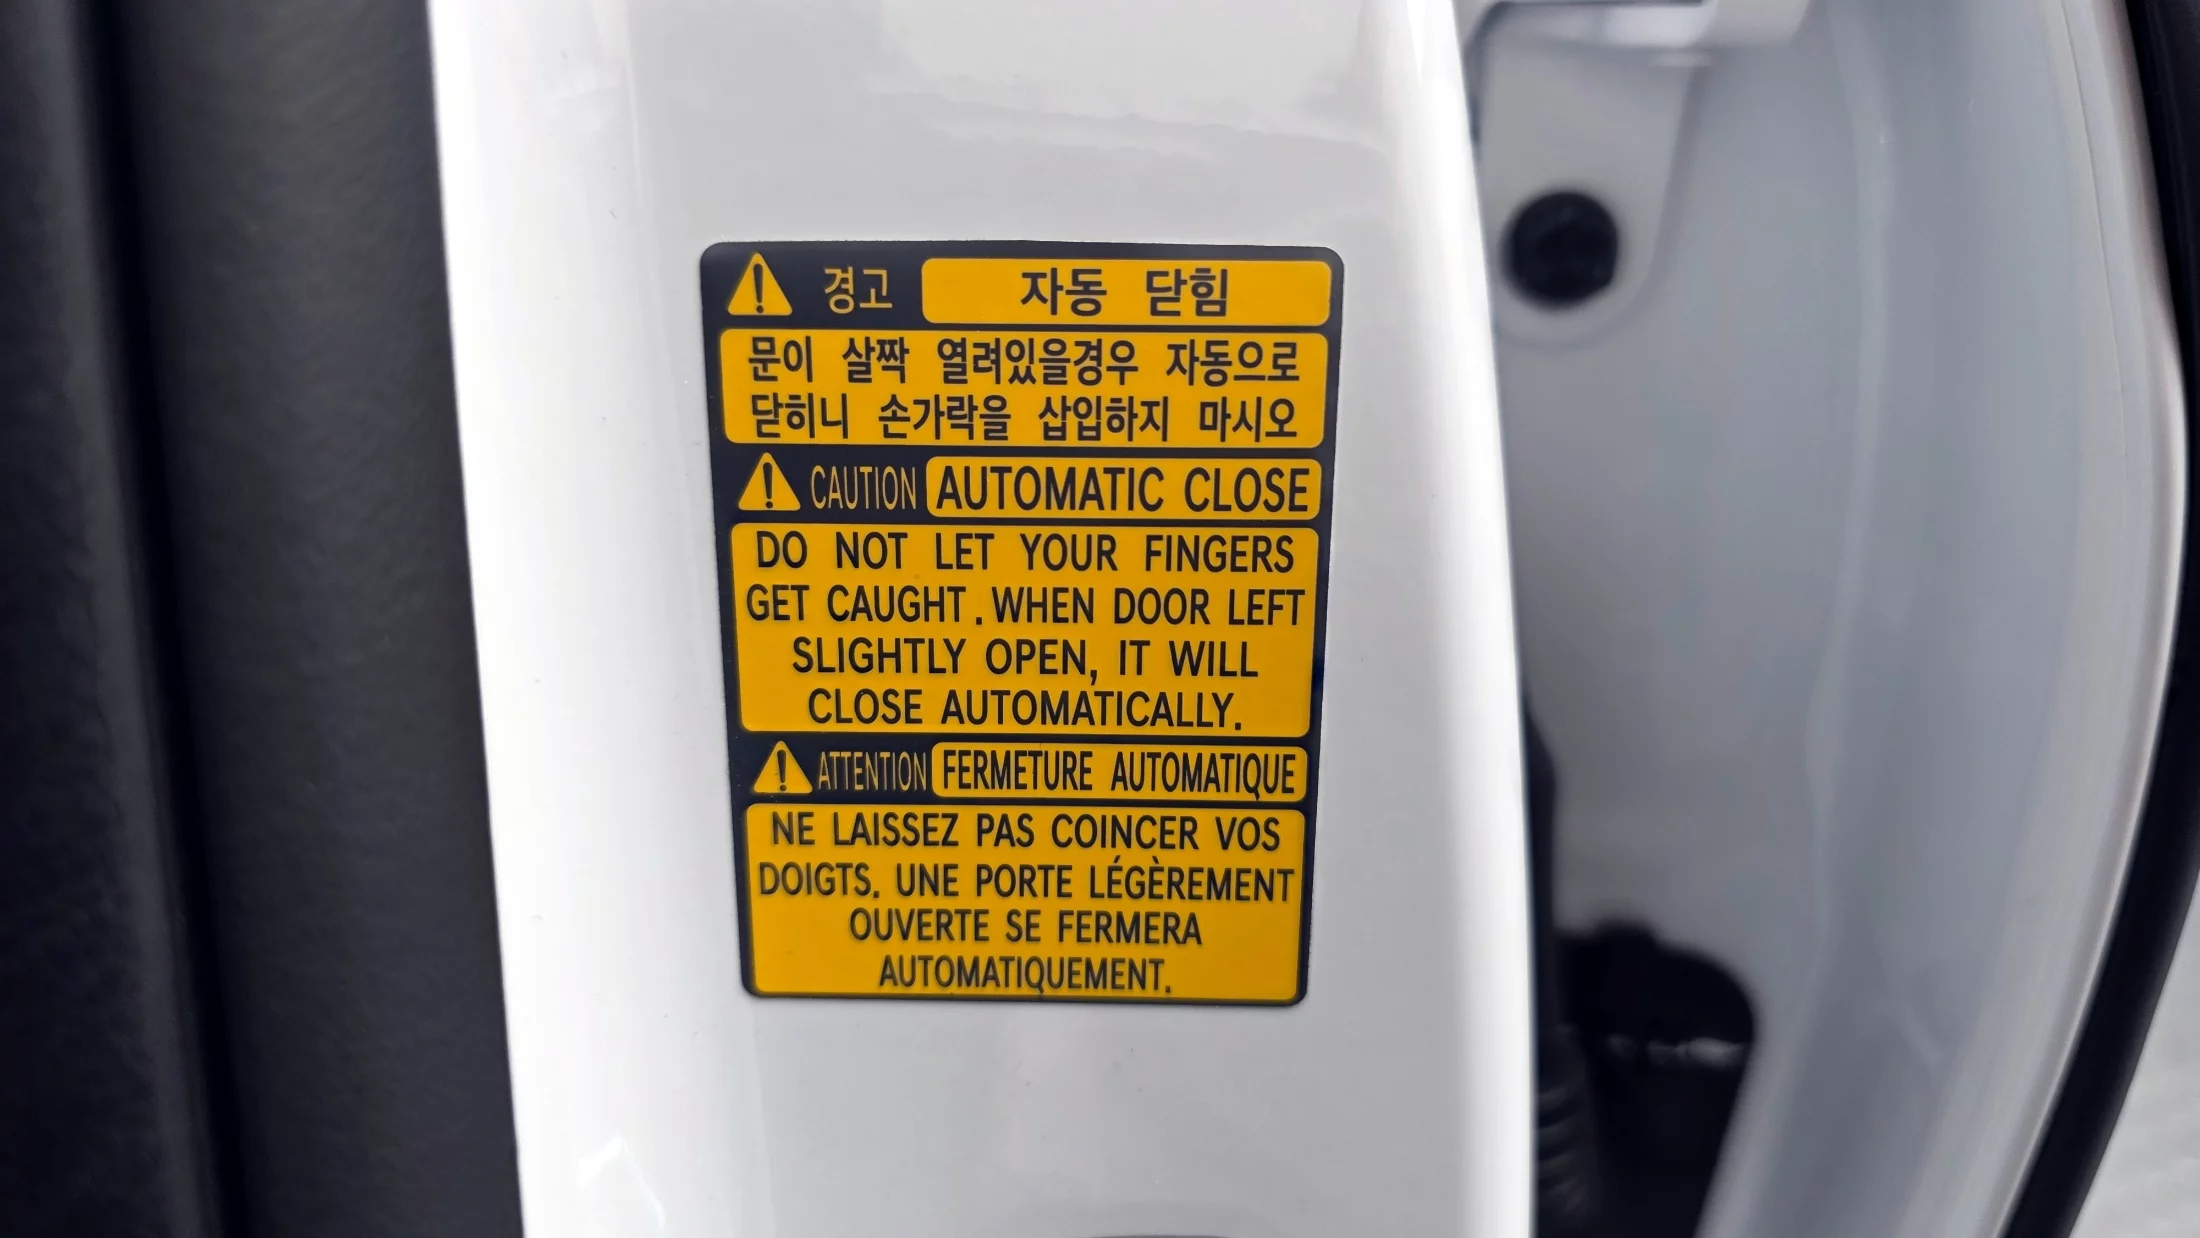 경고 자동 닫힘
문이 살짝 열려있을경우 자동으로
닫히니 손가락을 삽입하지 마시오
CAUTION AUTOMATIC CLOSE
DO NOT LET YOUR FINGERS
GET CAUGHT. WHEN DOOR LEFT
SLIGHTLY OPEN, IT WILL
CLOSE AUTOMATICALLY.
ATTENTION FERMETURE AUTOMATIQUE
NE LAISSEZ PAS COINCER VOS
DOIGTS. UNE PORTE LÉGÈREMENT
OUVERTE SE FERMERA
AUTOMATIQUEMENT.